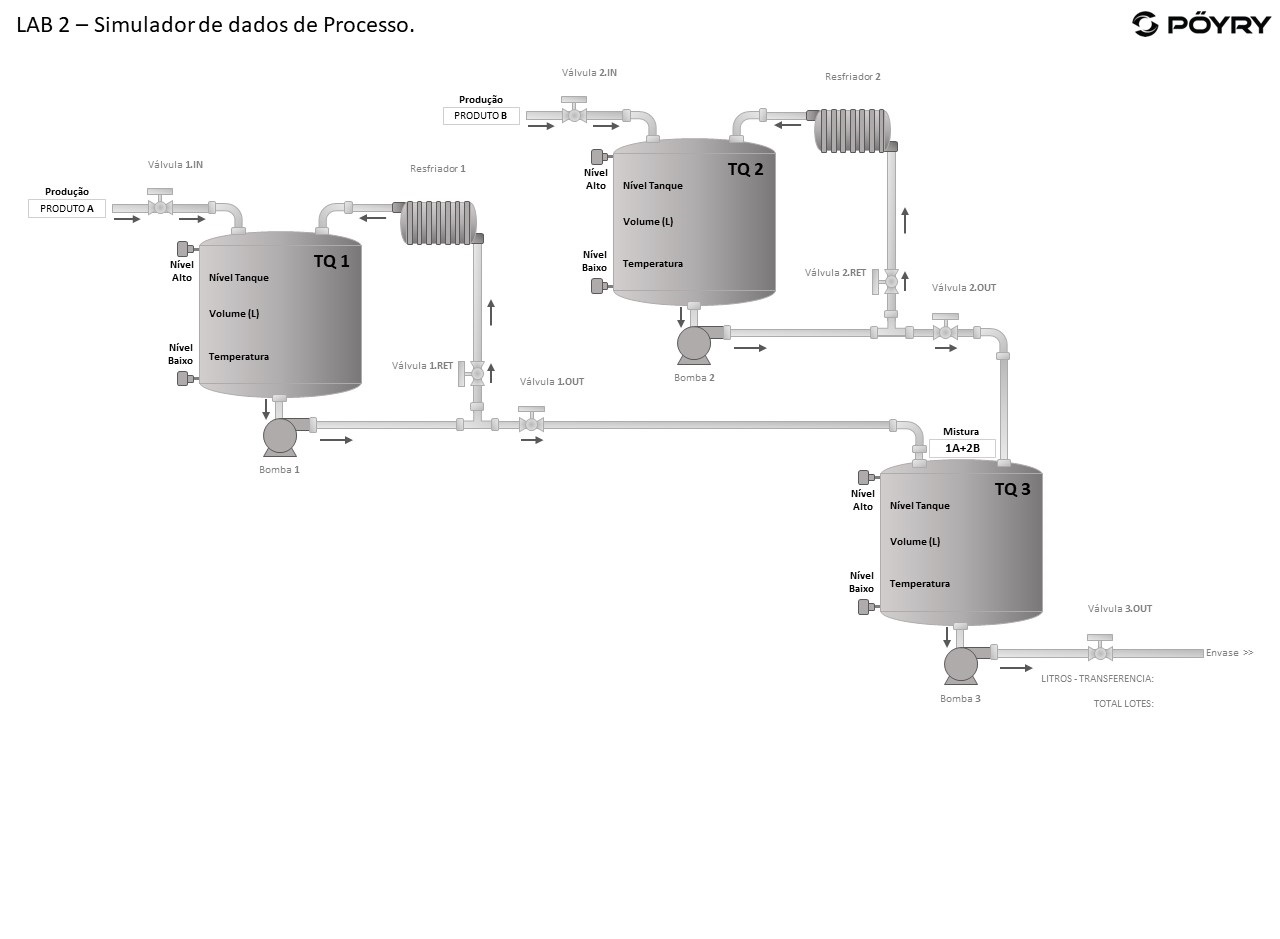 LAB 2 – Simulador de dados de Processo.
PÖYRY
Válvula 2.IN
Resfriador 2
Produção
PRODUTO B
TQ 2
Nível
Alto
Nível Tanque
Volume (L)
Nível
Baixo
Temperatura
Válvula 2.RET
Válvula 2.OUT
Bomba 2
Válvula 1.IN
Resfriador 1
Produção
PRODUTO A
TQ 1
Nível
Alto
Nível Tanque
Volume (L)
Nível
Baixo
Temperatura
Válvula 1.RET
Válvula 1.OUT
Bomba 1
Mistura
1A+2B
TQ 3
Nível
Alto
Nível Tanque
Volume (L)
Nível
Baixo
Temperatura
Válvula 3.OUT
Envase >>
Bomba 3
LITROS - TRANSFERENCIA:
TOTAL LOTES: